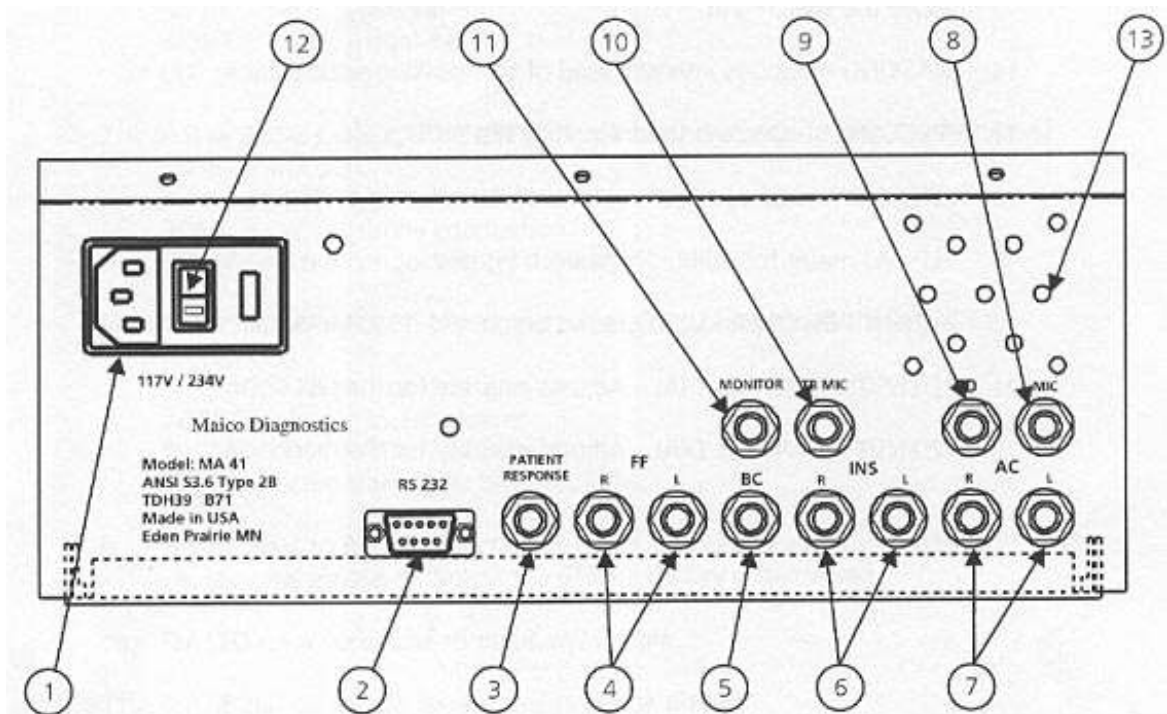 12 11 10 9 8 13
117V / 234V
MONITOR TB MIC MIC
Maico Diagnostics
Model: MA 41
ANSI S3.6 Type 2B
TDH39 B71
Made in USA
Eden Prairie MN
RS 232
PATIENT
RESPONSE
FF INS AC
R L BC R L R L
1 2 3 4 5 6 7